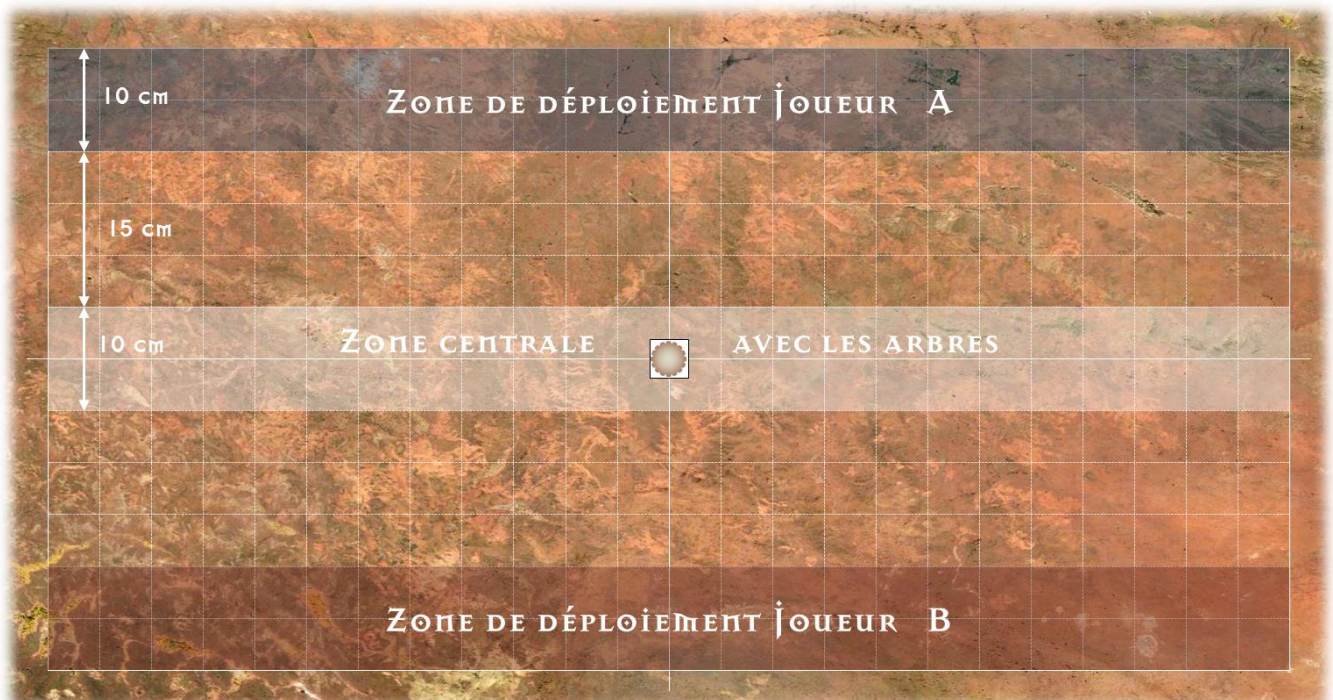 10 cm
Zone de déploiement Joueur A
15 cm
10 cm
Zone centrale avec les arbres
Zone de déploiement Joueur B